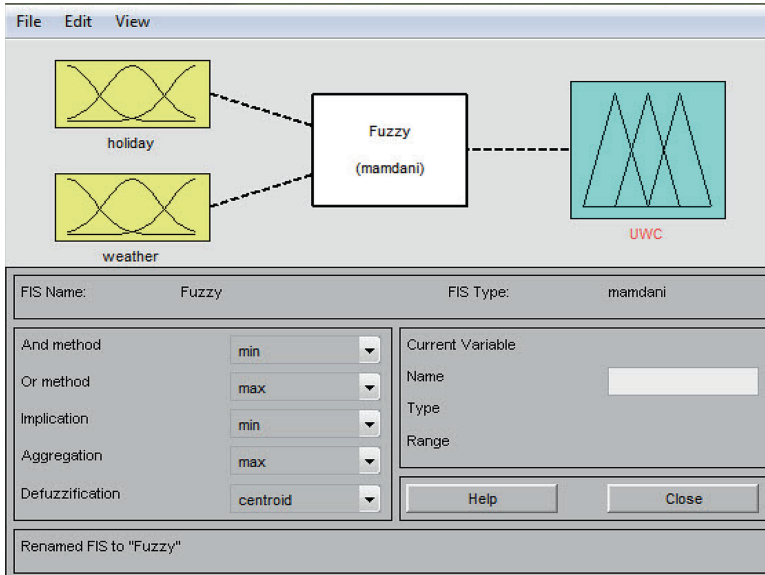 File Edit View
holiday
Fuzzy
(mamdani)
weather
UWC
FIS Name: Fuzzy FIS Type: mamdani
And method min
Or method max
Implication min
Aggregation max
Defuzzification centroid
Current Variable
Name
Type
Range
Help Close
Renamed FIS to "Fuzzy"